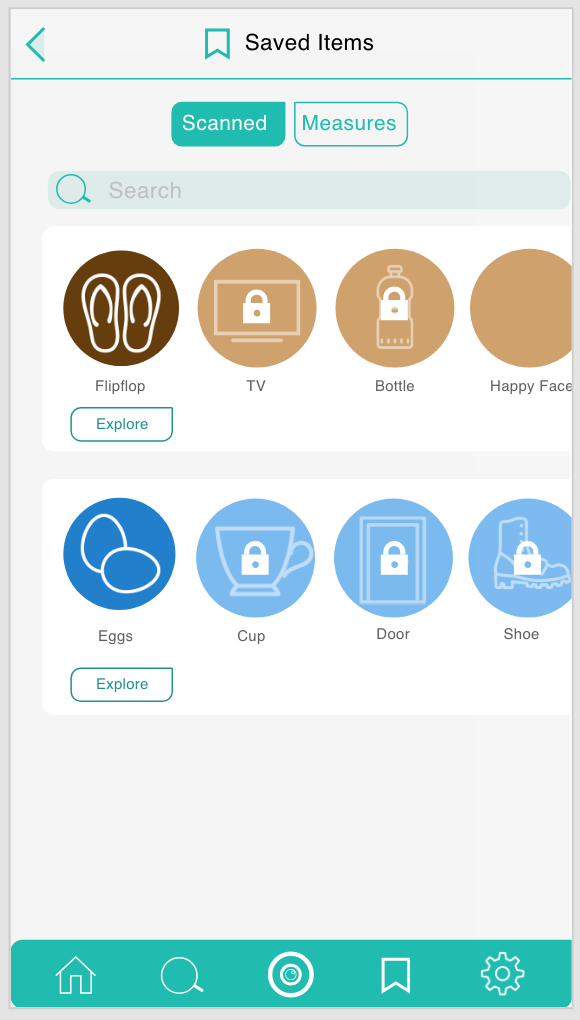 Saved Items
Scanned
Measures
Search
Flipflop
TV
Bottle
Happy Face
Explore
Eggs
Cup
Door
Shoe
Explore